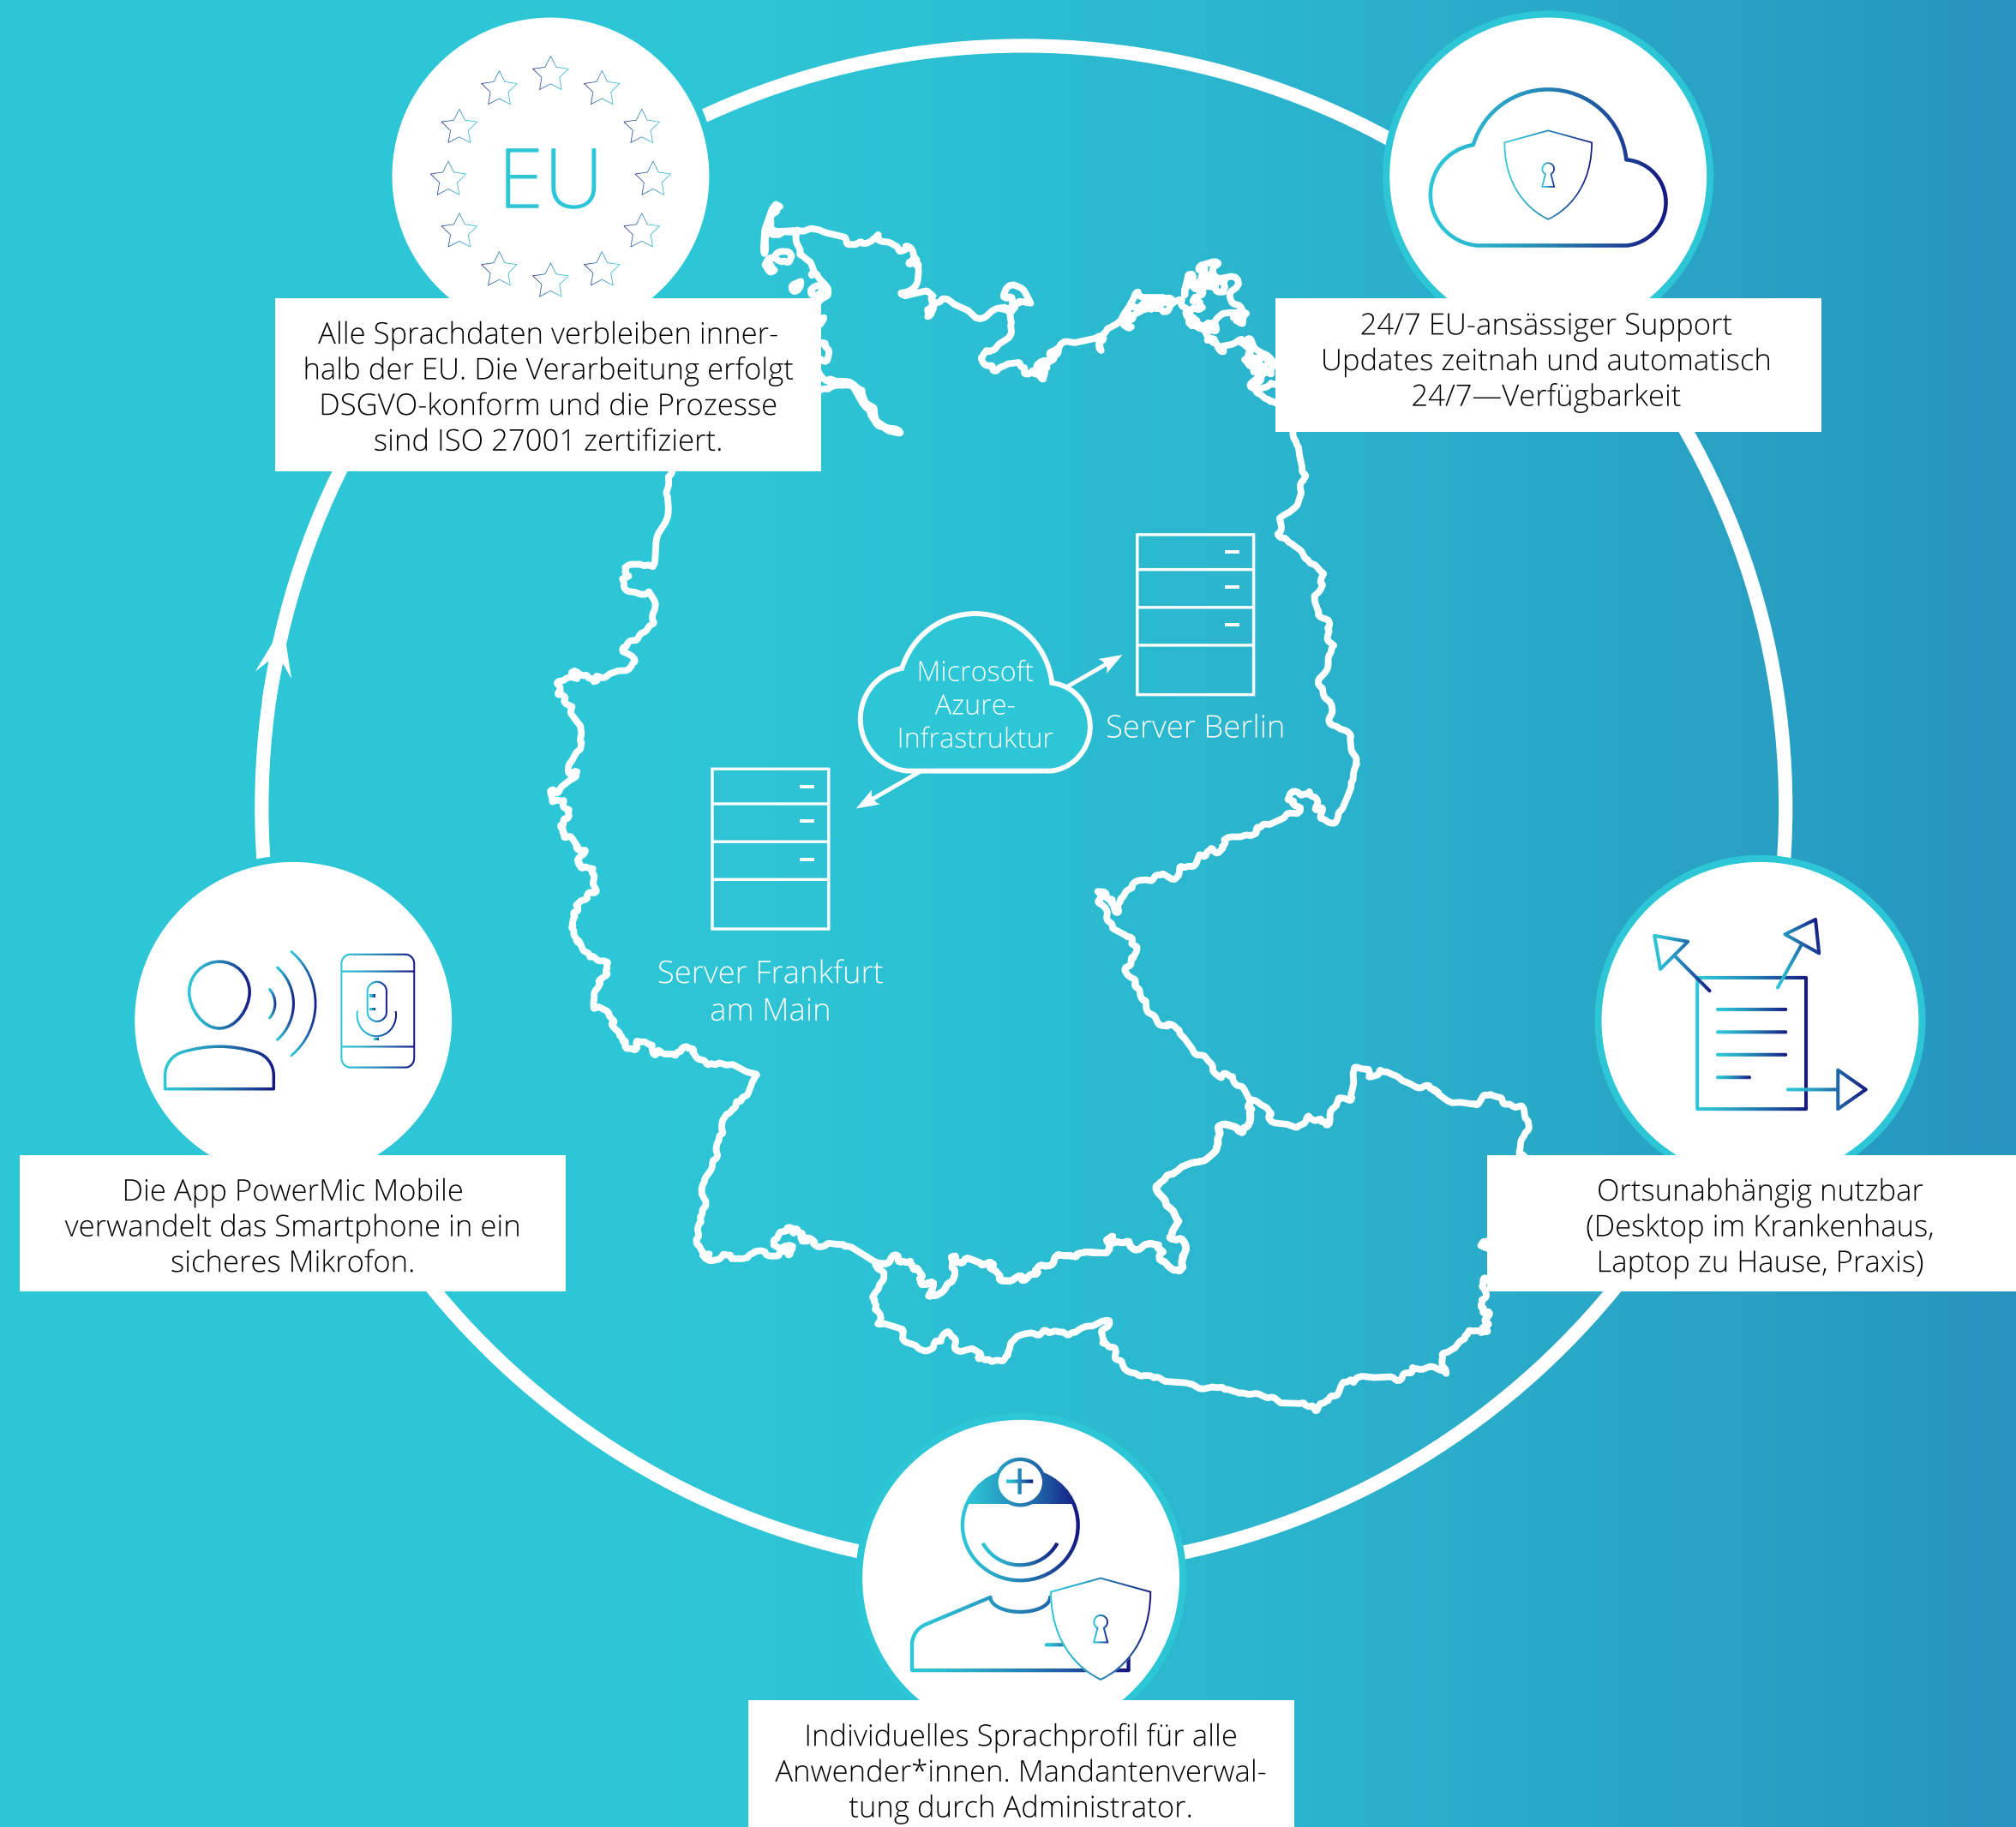 EU
Alle Sprachdaten verbleiben inner-
halb der EU. Die Verarbeitung erfolgt
DSGVO-konform und die Prozesse
sind ISO 27001 zertifiziert.
24/7 EU-ansässiger Support
Updates zeitnah und automatisch
24/7—Verfügbarkeit
Microsoft
Azure-
Infrastruktur
Server Berlin
Server Frankfurt
am Main
Die App PowerMic Mobile
verwandelt das Smartphone in ein
sicheres Mikrofon.
Ortsunabhängig nutzbar
(Desktop im Krankenhaus,
Laptop zu Hause, Praxis)
Individuelles Sprachprofil für alle
Anwender*innen. Mandantenverwal-
tung durch Administrator.